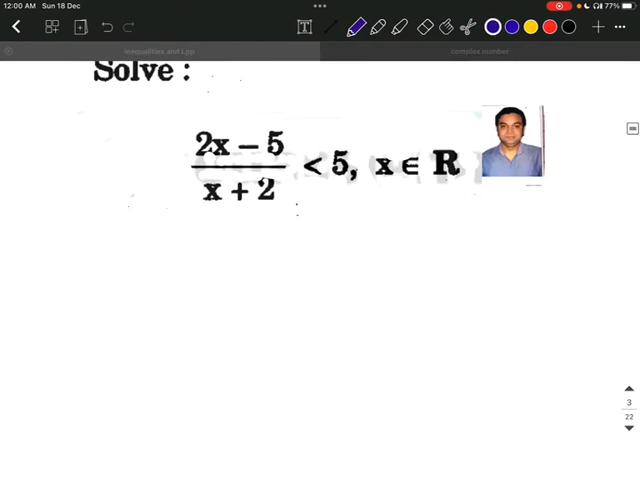 12:00 AM Sun 18 Dec
77%
inequalities and Lpp
complex number
Solve :
2x − 5
x + 2
< 5, x ∈ R
3
22